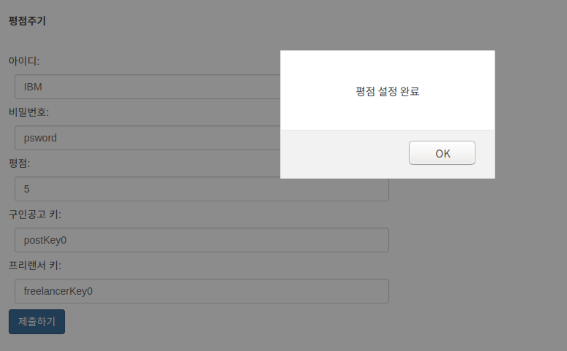 평점주기
아이디:
IBM
비밀번호:
psword
평점:
5
구인공고 키:
postKey0
프리랜서 키:
freelancerKey0
제출하기
평점 설정 완료
OK